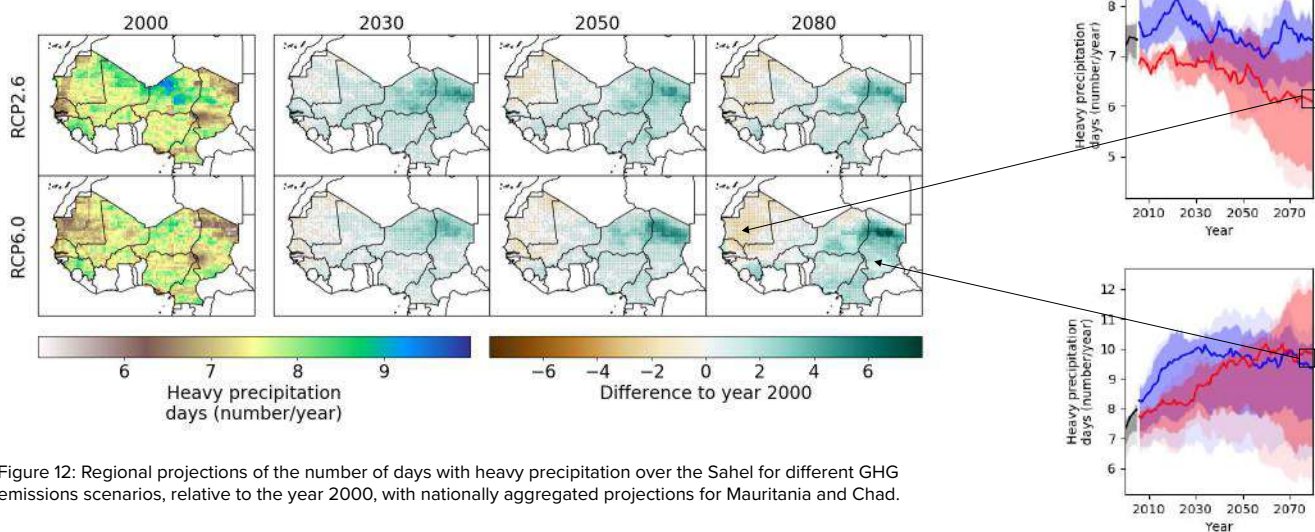 2000
2030
2050
2080
RCP2.6
RCP6.0
6
7
8
9
Heavy precipitation
days (number/year)
−6
−4
−2
0
2
4
6
Difference to year 2000
8
7
6
5
Heavy precipitation
days (number/year)
2010
2030
2050
2070
Year
12
11
10
9
8
7
6
Heavy precipitation
days (number/year)
2010
2030
2050
2070
Year
Figure 12: Regional projections of the number of days with heavy precipitation over the Sahel for different GHG
emissions scenarios, relative to the year 2000, with nationally aggregated projections for Mauritania and Chad.